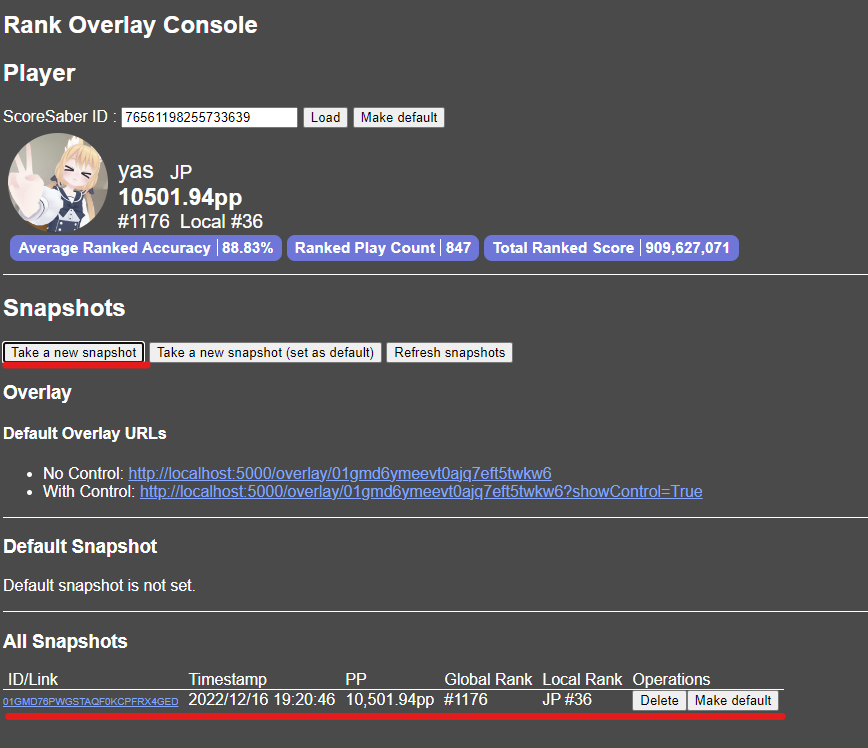 Rank Overlay Console
Player
ScoreSaber ID : 76561198255733639 Load Make default
yas JP
10501.94pp
#1176 Local #36
Average Ranked Accuracy 88.83% Ranked Play Count 847 Total Ranked Score 909,627,071
Snapshots
Take a new snapshot Take a new snapshot (set as default) Refresh snapshots
Overlay
Default Overlay URLs
• No Control: http://localhost:5000/overlay/01gmd6ymeevt0ajq7eft5twkw6
• With Control: http://localhost:5000/overlay/01gmd6ymeevt0ajq7eft5twkw6?showControl=True
Default Snapshot
Default snapshot is not set.
All Snapshots
ID/Link Timestamp PP Global Rank Local Rank Operations
01GMD76PWGSTAQF0KCPFRX4GED 2022/12/16 19:20:46 10,501.94pp #1176 JP #36 Delete Make default